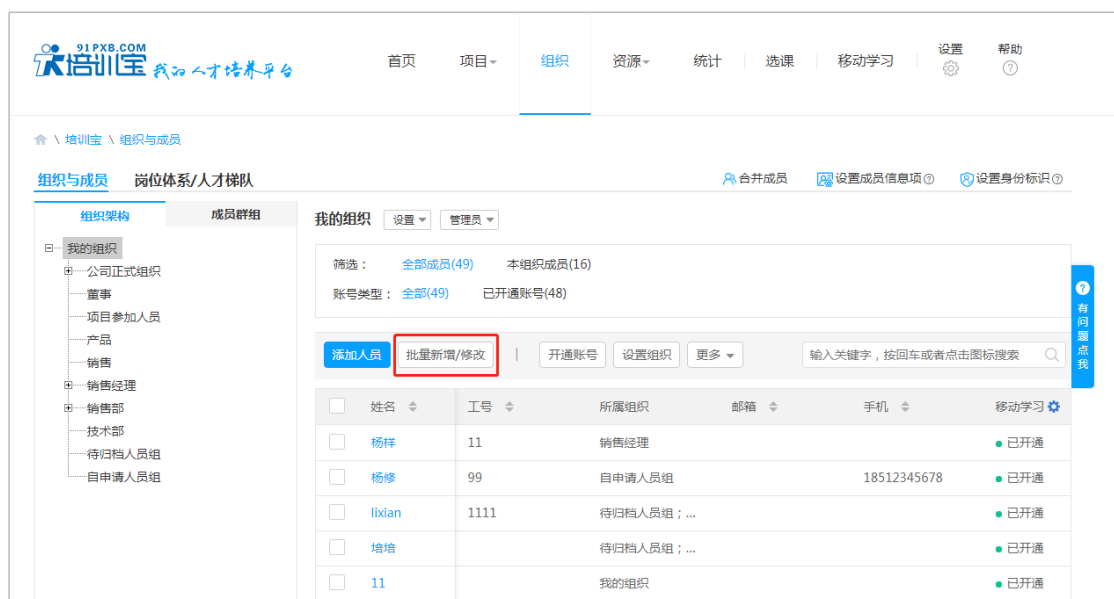 91PXB.COM
培训宝 我的人才培养平台
首页 项目 组织 资源 统计 选课 移动学习 设置 帮助
\ 培训宝 \ 组织与成员
组织与成员 岗位体系/人才梯队 合并成员 设置成员信息项 设置身份标识
组织架构 成员群组
我的组织
公司正式组织
董事
项目参加人员
产品
销售
销售经理
销售部
技术部
待归档人员组
自申请人员组
我的组织 设置 管理员
筛选： 全部成员(49) 本组织成员(16)
账号类型： 全部(49) 已开通账号(48)
添加人员 批量新增/修改 | 开通账号 设置组织 更多 输入关键字，按回车或者点击图标搜索
姓名 工号 所属组织 邮箱 手机 移动学习
杨样 11 销售经理 已开通
杨修 99 自申请人员组 18512345678 已开通
lixian 1111 待归档人员组；... 已开通
培培 待归档人员组；... 已开通
11 我的组织 已开通
有问题点我